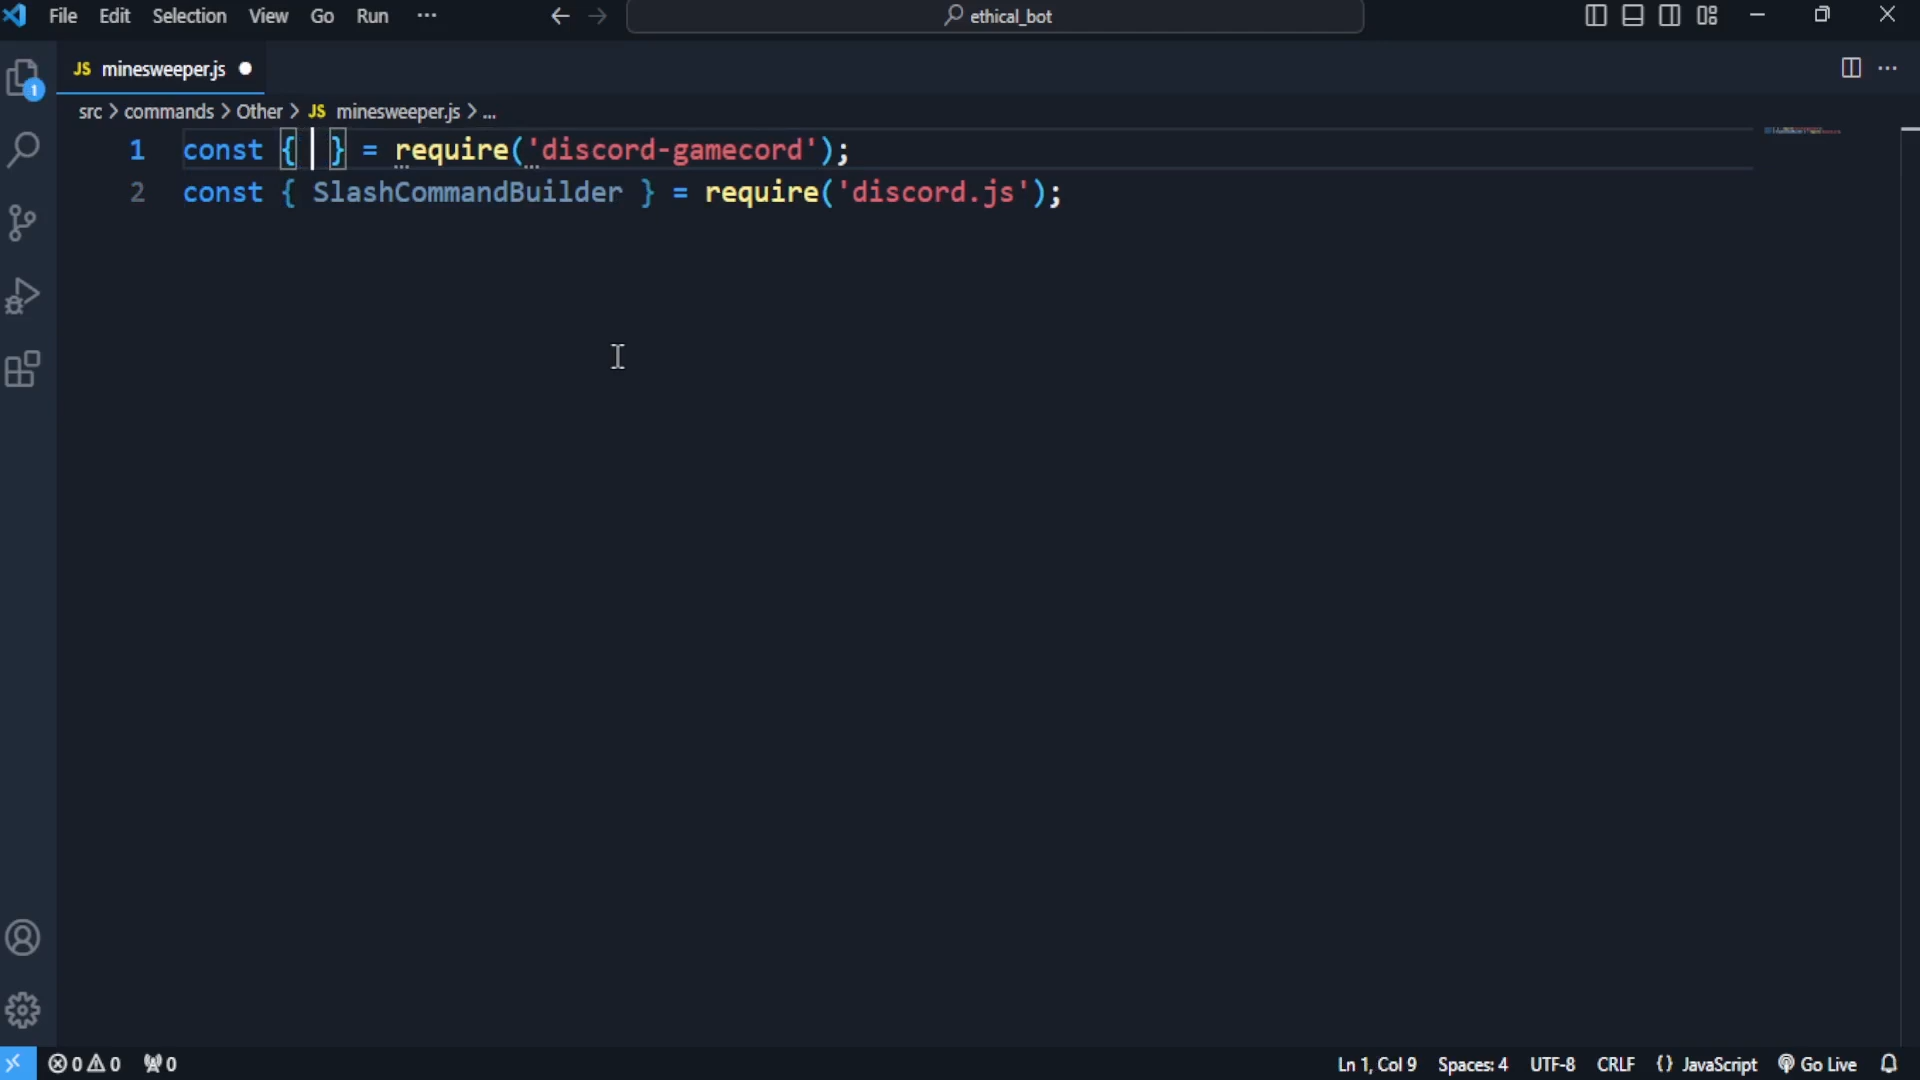 File Edit Selection View Go Run ···
ethical_bot
JS minesweeper.js
src > commands > Other > JS minesweeper.js > ...
1 const { } = require('discord-gamecord');
2 const { SlashCommandBuilder } = require('discord.js');
1
0 0 0
Ln 1, Col 9 Spaces: 4 UTF-8 CRLF {} JavaScript Go Live